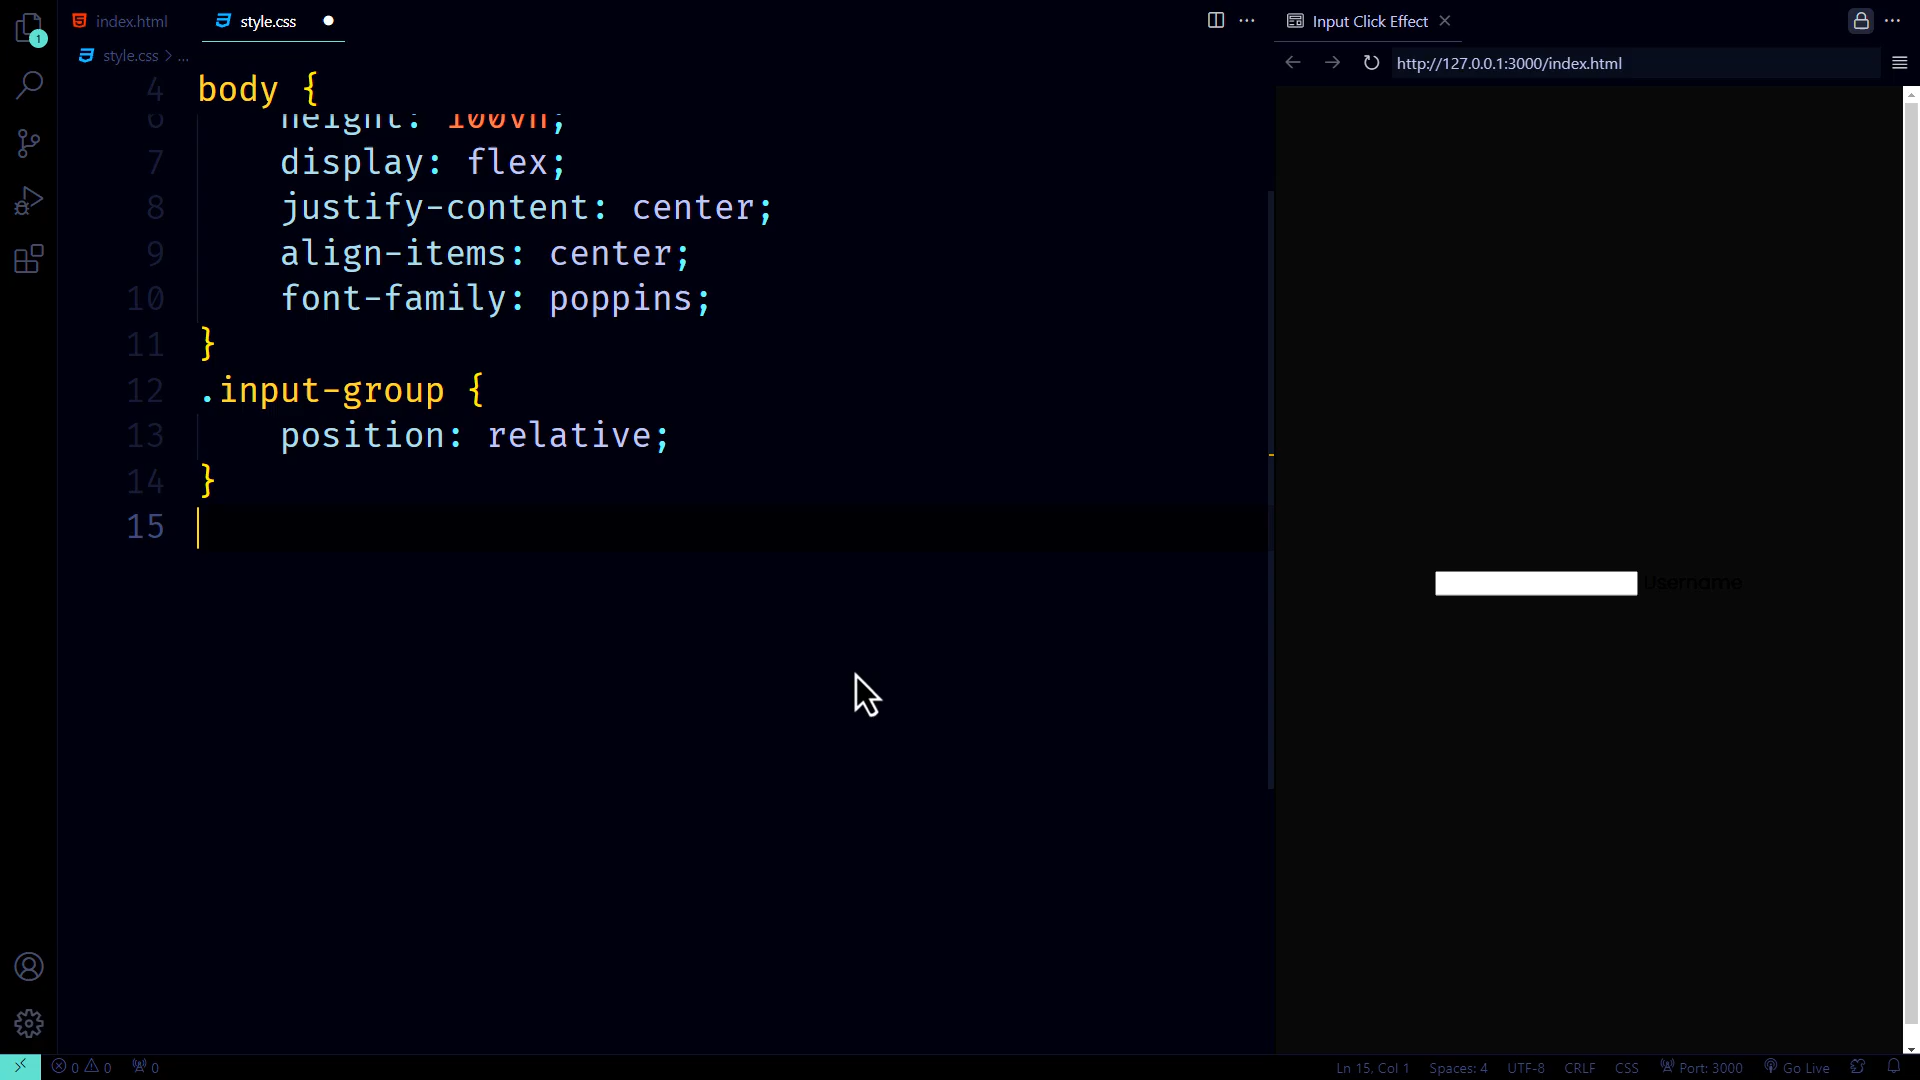 index.html
style.css
Input Click Effect
style.css > ...
http://127.0.0.1:3000/index.html
4 body {
6 height: 100vh;
7 display: flex;
8 justify-content: center;
9 align-items: center;
10 font-family: poppins;
11 }
12 .input-group {
13 position: relative;
14 }
15
Username
1
0 0 0
Ln 15, Col 1
Spaces: 4
UTF-8
CRLF
CSS
Port: 3000
Go Live